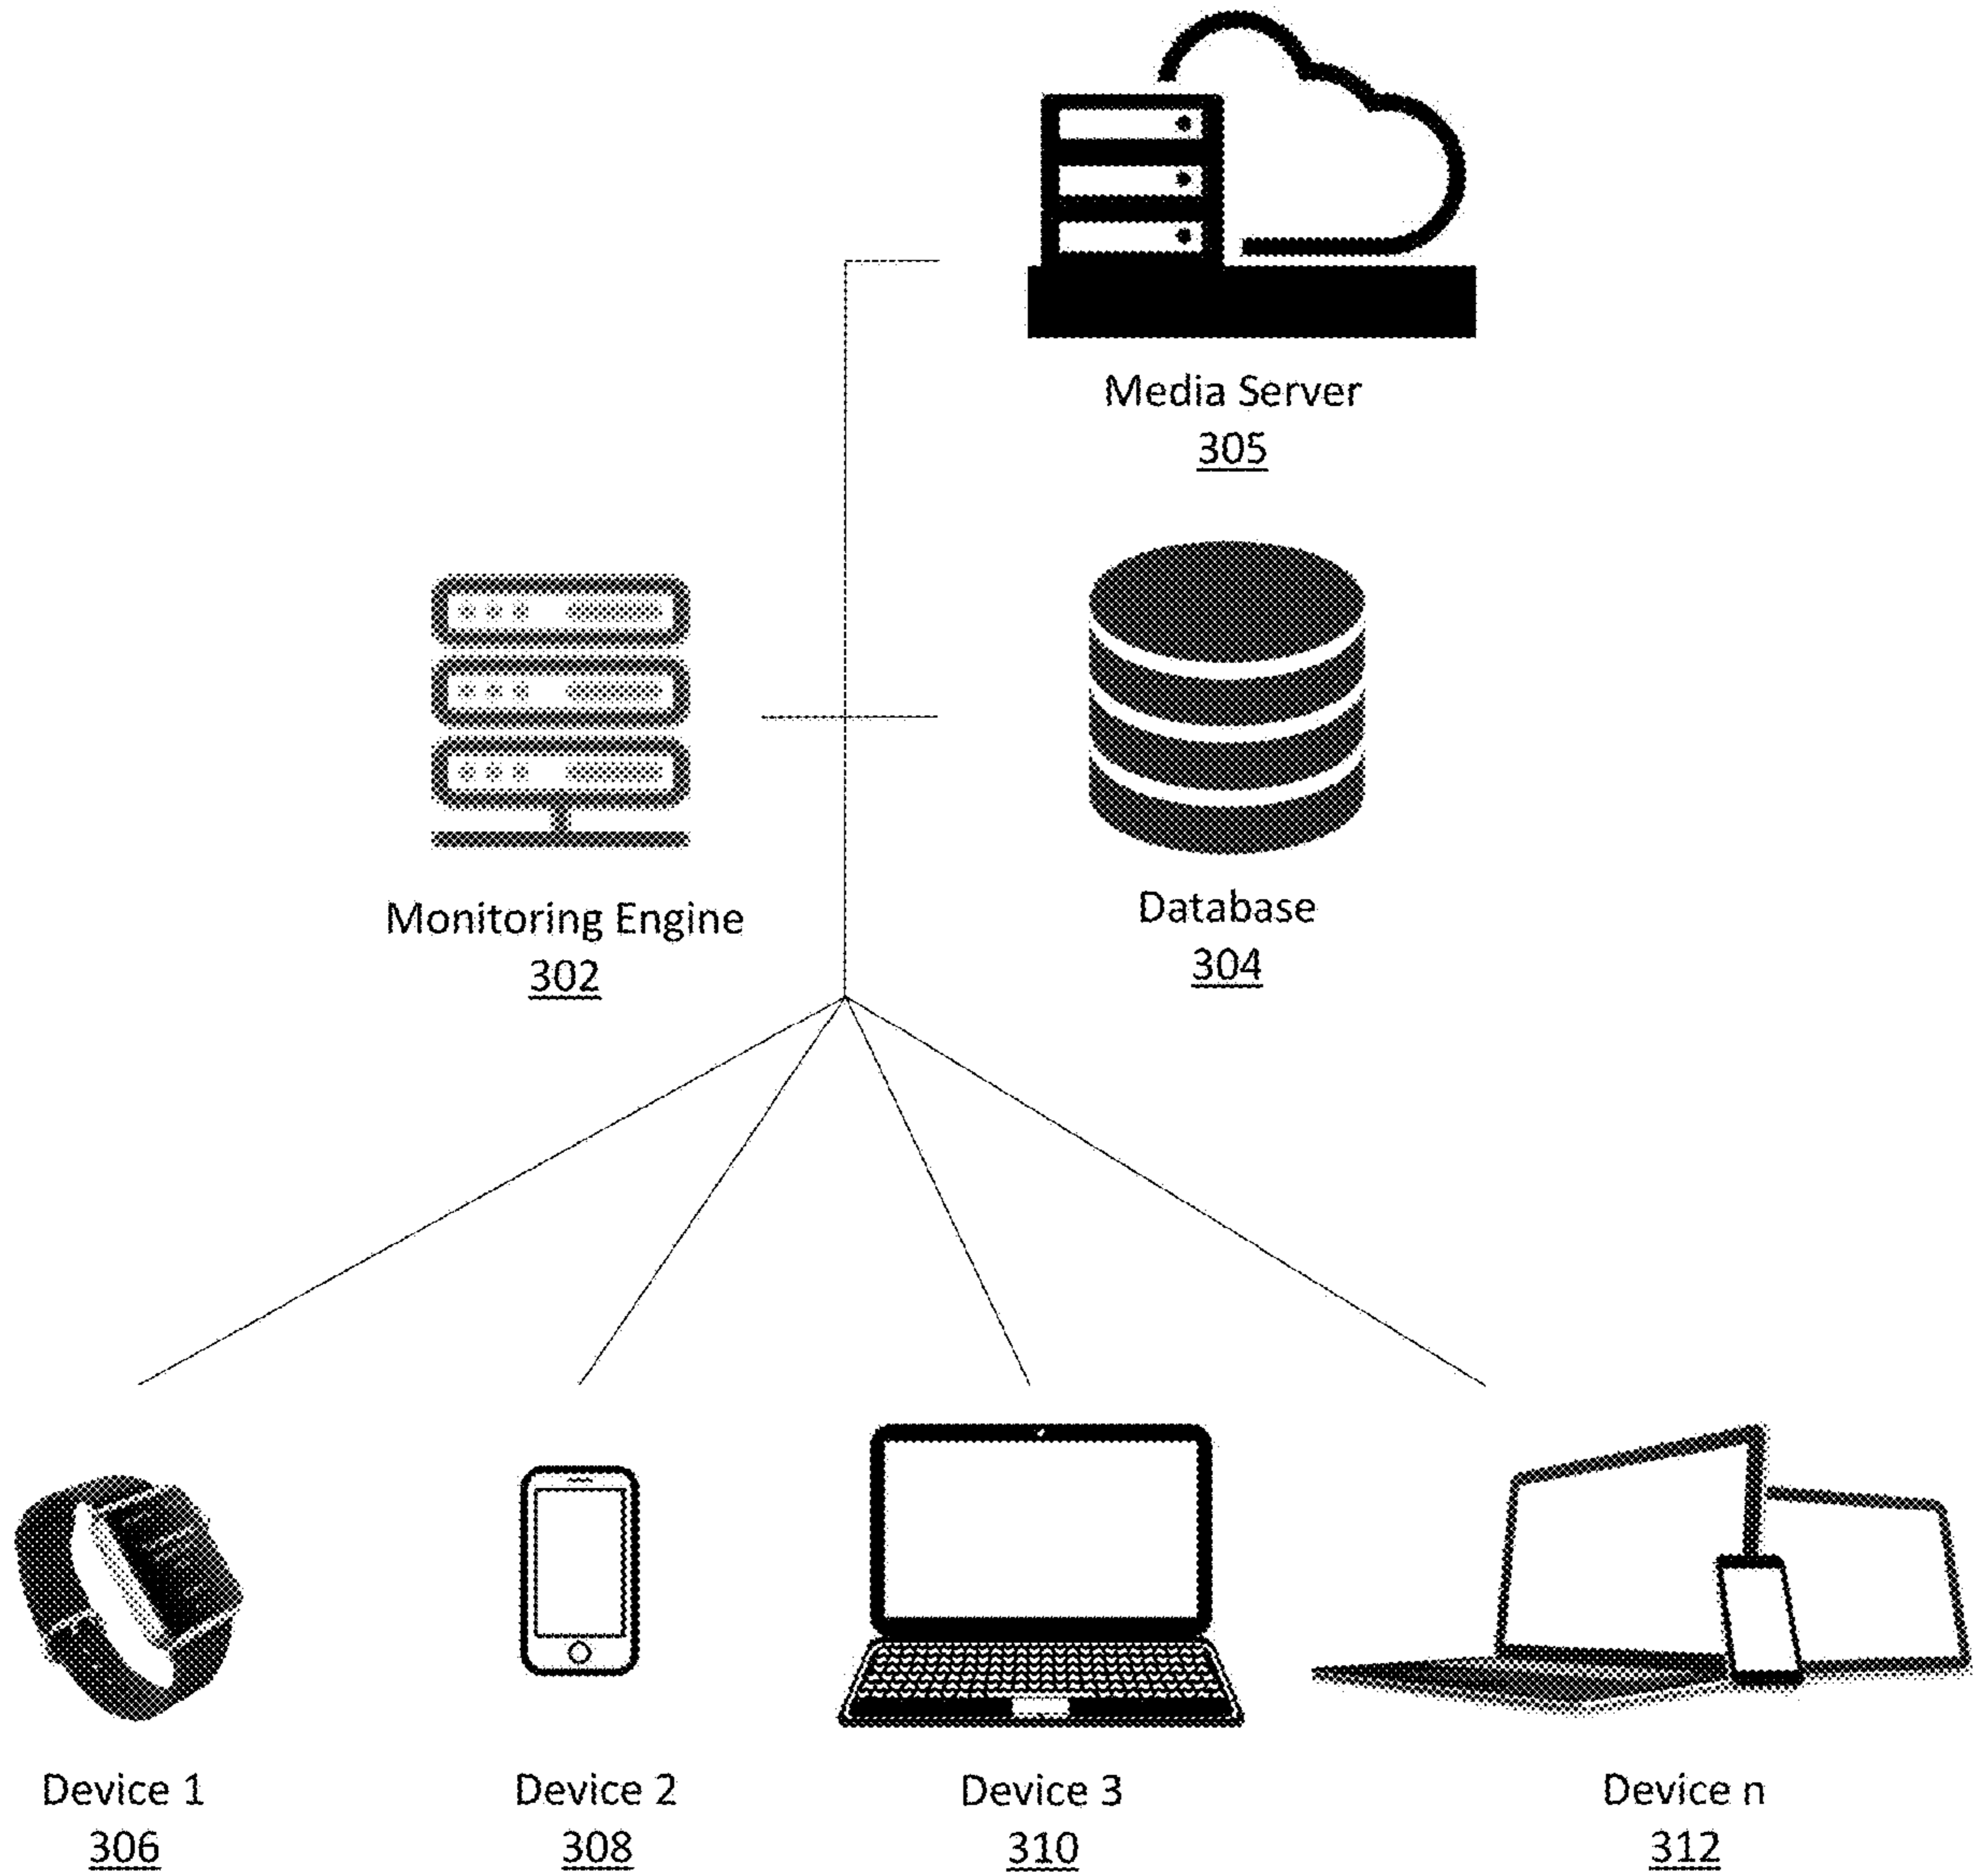 Media Server
305
Monitoring Engine
302
Database
304
Device 1
306
Device 2
308
Device 3
310
Device n
312